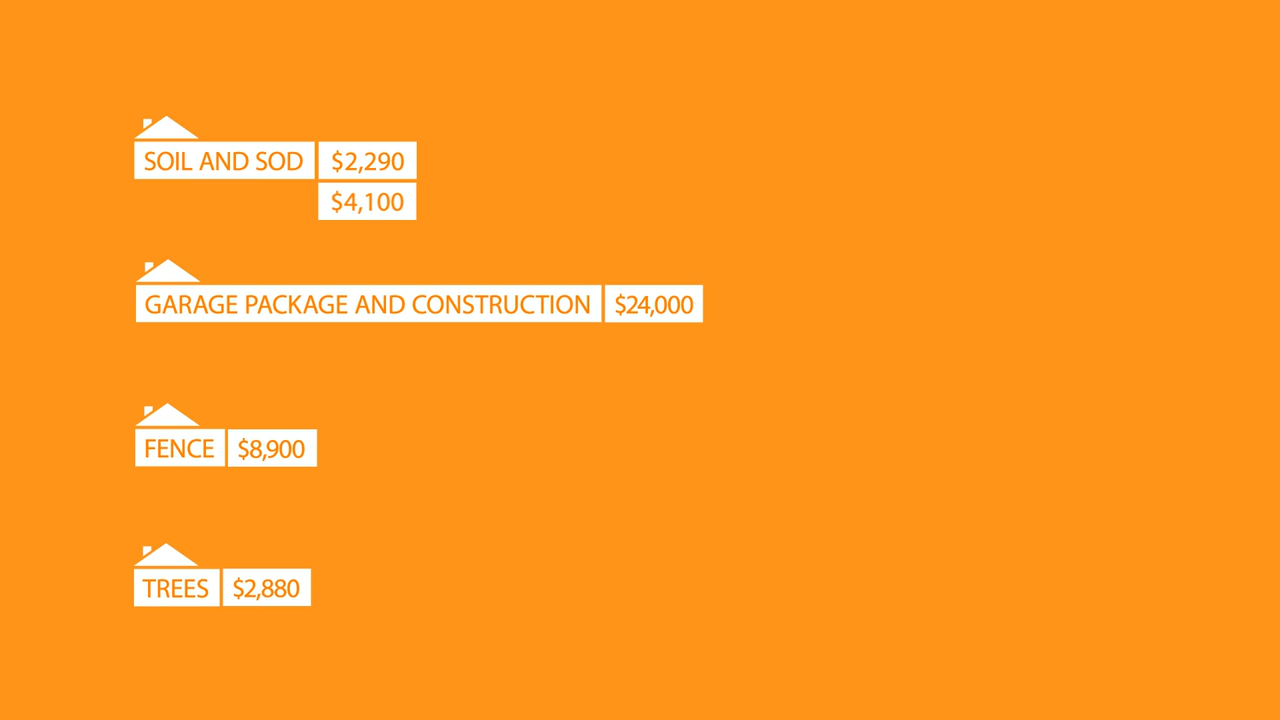 SOIL AND SOD $2,290
$4,100
GARAGE PACKAGE AND CONSTRUCTION $24,000
FENCE $8,900
TREES $2,880